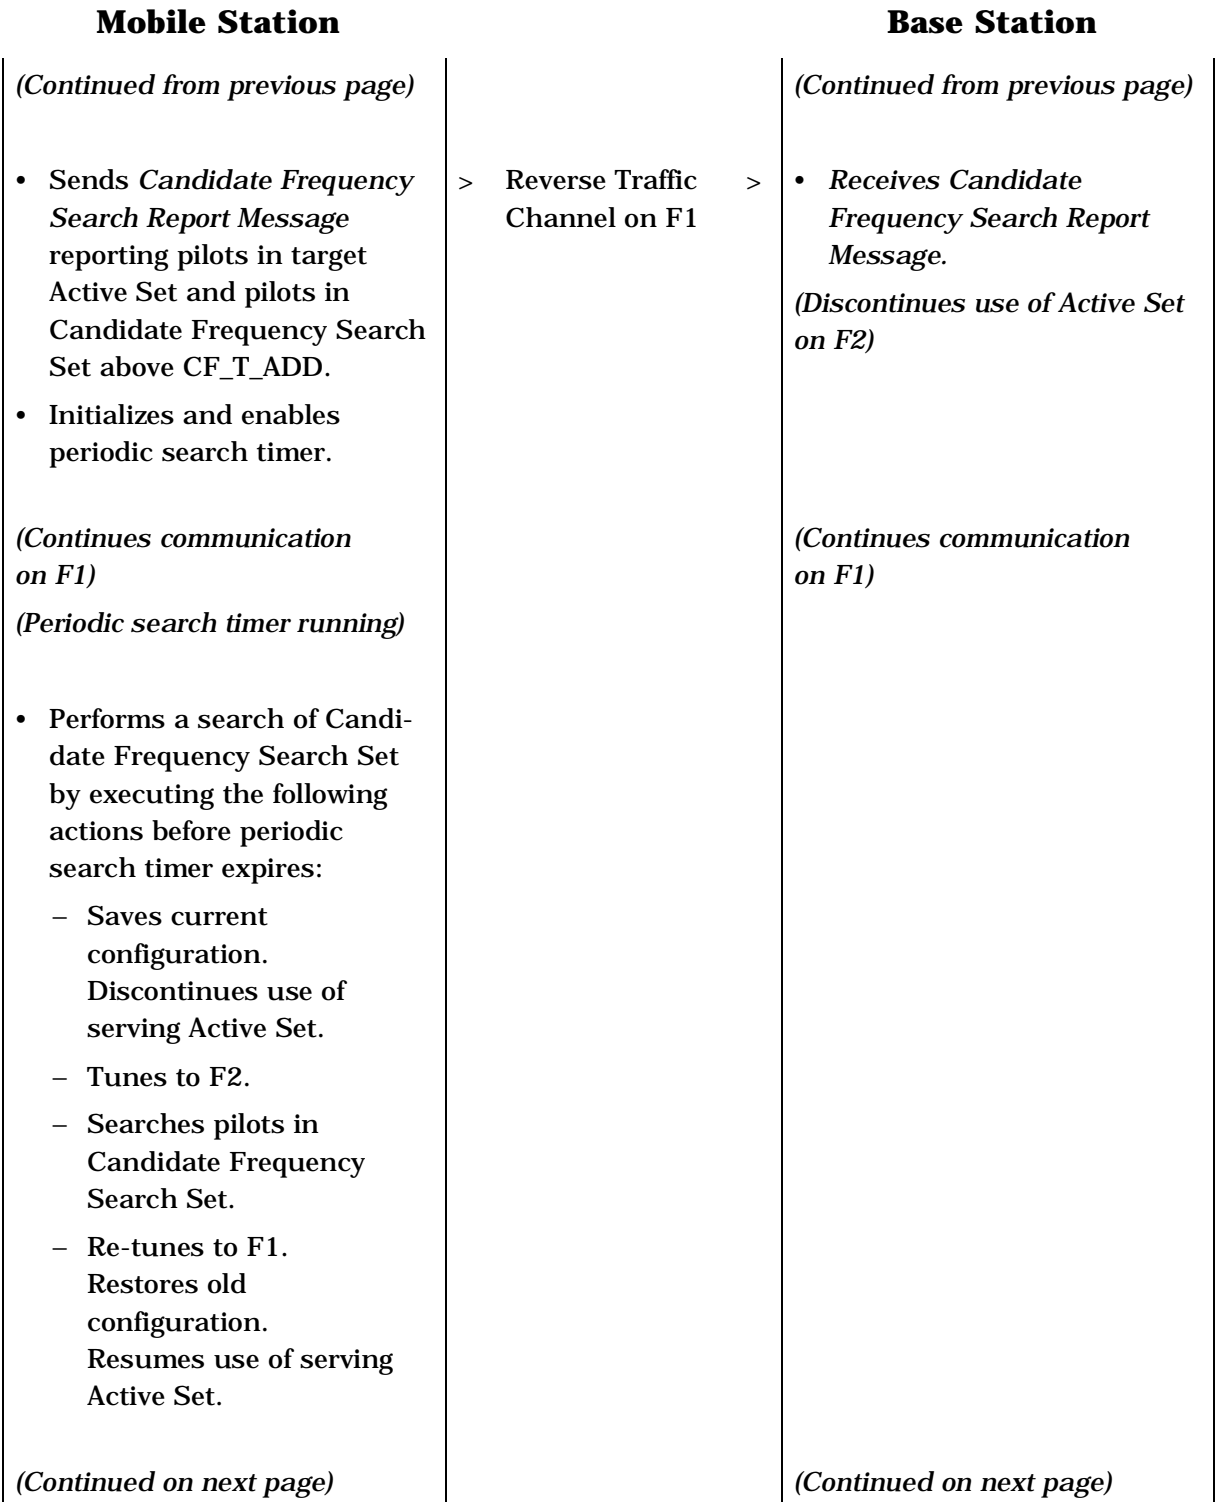 Mobile Station Base Station
(Continued from previous page) (Continued from previous page)
• Sends Candidate Frequency > Reverse Traffic > • Receives Candidate
Search Report Message Channel on F1 Frequency Search Report
reporting pilots in target Message.
Active Set and pilots in (Discontinues use of Active Set
Candidate Frequency Search on F2)
Set above CF_T_ADD.
• Initializes and enables
periodic search timer.
(Continues communication (Continues communication
on F1) on F1)
(Periodic search timer running)
• Performs a search of Candi-
date Frequency Search Set
by executing the following
actions before periodic
search timer expires:
– Saves current
configuration.
Discontinues use of
serving Active Set.
– Tunes to F2.
– Searches pilots in
Candidate Frequency
Search Set.
– Re-tunes to F1.
Restores old
configuration.
Resumes use of serving
Active Set.
(Continued on next page) (Continued on next page)